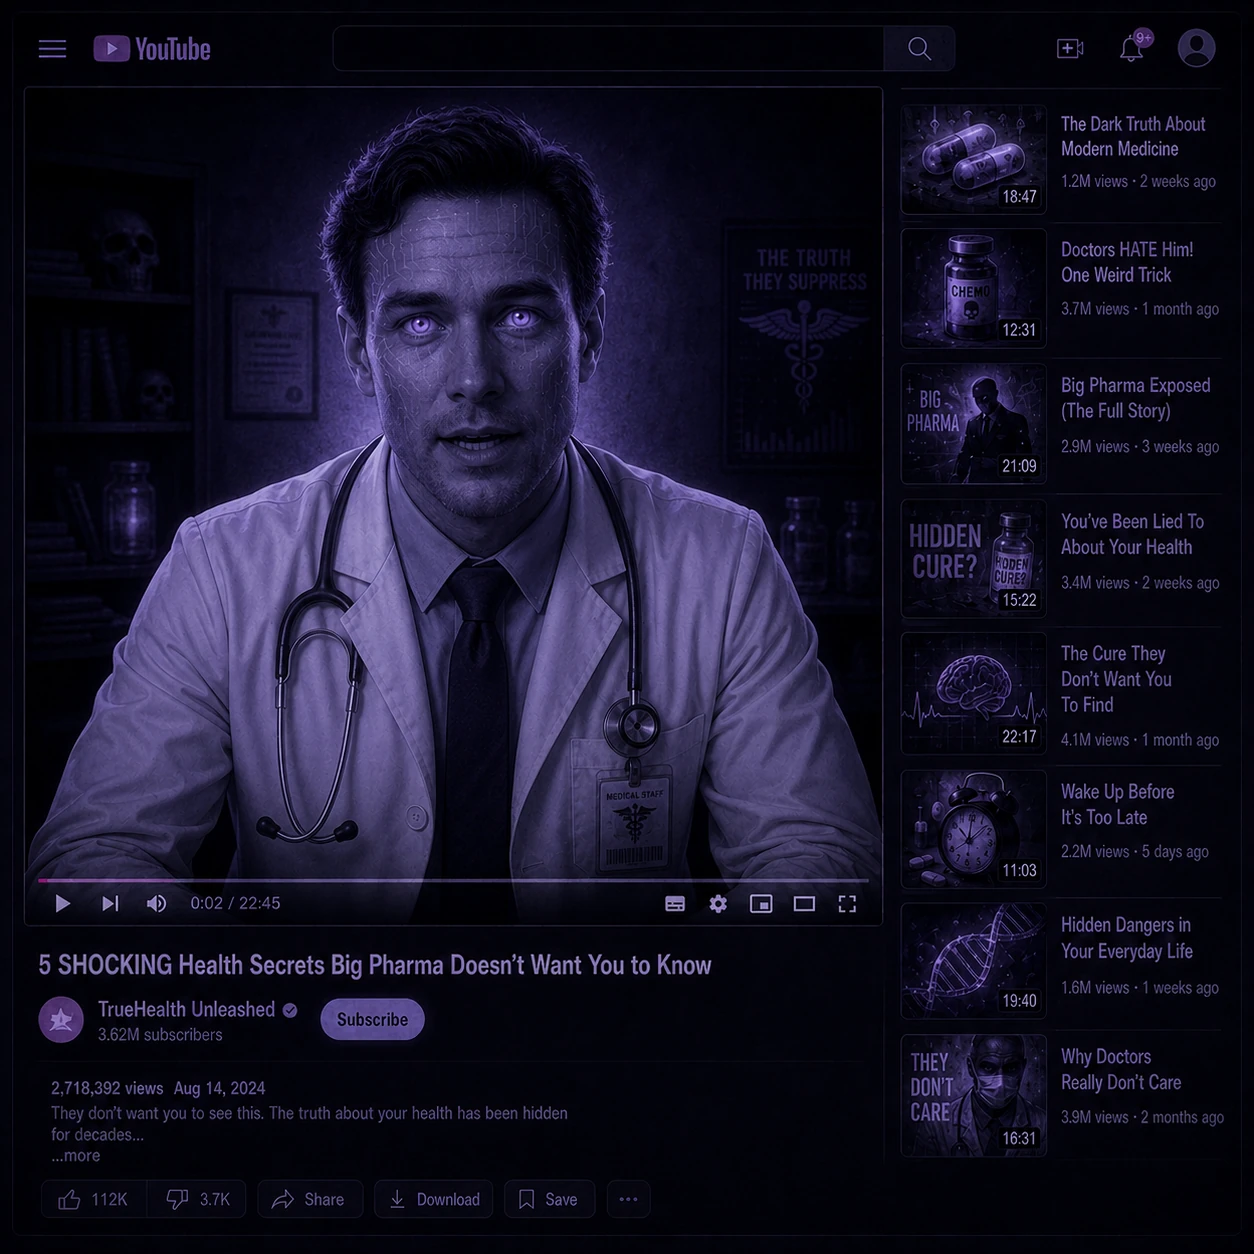 YouTube
9+
THE TRUTH
THEY SUPPRESS
MEDICAL STAFF
0:02 / 22:45
5 SHOCKING Health Secrets Big Pharma Doesn't Want You to Know
TrueHealth Unleashed
3.62M subscribers
Subscribe
2,718,392 views Aug 14, 2024
They don't want you to see this. The truth about your health has been hidden
for decades...
...more
112K
3.7K
Share
Download
Save
18:47
The Dark Truth About
Modern Medicine
1.2M views • 2 weeks ago
CHEMO
12:31
Doctors HATE Him!
One Weird Trick
3.7M views • 1 month ago
BIG
PHARMA
21:09
Big Pharma Exposed
(The Full Story)
2.9M views • 3 weeks ago
HIDDEN
CURE?
HIDDEN
CURE?
15:22
You've Been Lied To
About Your Health
3.4M views • 2 weeks ago
22:17
The Cure They
Don't Want You
To Find
4.1M views • 1 month ago
11:03
Wake Up Before
It's Too Late
2.2M views • 5 days ago
19:40
Hidden Dangers in
Your Everyday Life
1.6M views • 1 weeks ago
THEY
DON'T
CARE
16:31
Why Doctors
Really Don't Care
3.9M views • 2 months ago